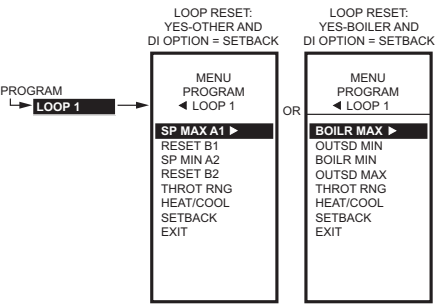 LOOP RESET:
YES-OTHER AND
DI OPTION = SETBACK
LOOP RESET:
YES-BOILER AND
DI OPTION = SETBACK
PROGRAM
LOOP 1
MENU
PROGRAM
◄ LOOP 1
SP MAX A1 ►
RESET B1
SP MIN A2
RESET B2
THROT RNG
HEAT/COOL
SETBACK
EXIT
OR
MENU
PROGRAM
◄ LOOP 1
BOILR MAX ►
OUTSD MIN
BOILR MIN
OUTSD MAX
THROT RNG
HEAT/COOL
SETBACK
EXIT